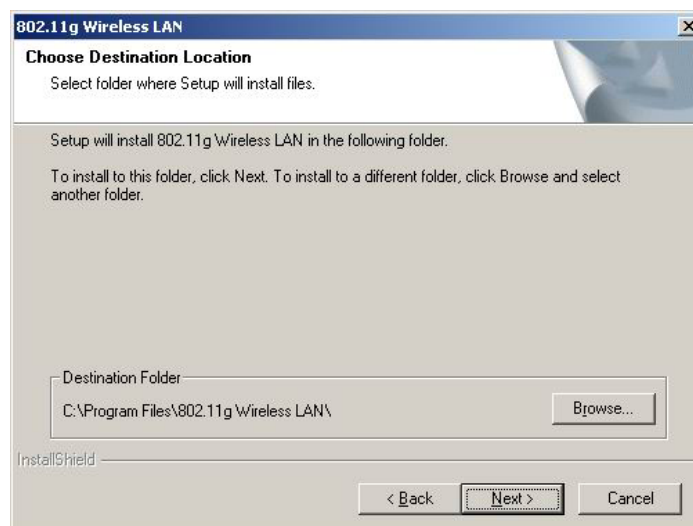 802.11g Wireless LAN
Choose Destination Location
Select folder where Setup will install files.
Setup will install 802.11g Wireless LAN in the following folder.
To install to this folder, click Next. To install to a different folder, click Browse and select
another folder.
Destination Folder
C:\Program Files\802.11g Wireless LAN\
Browse...
InstallShield
< Back
Next >
Cancel